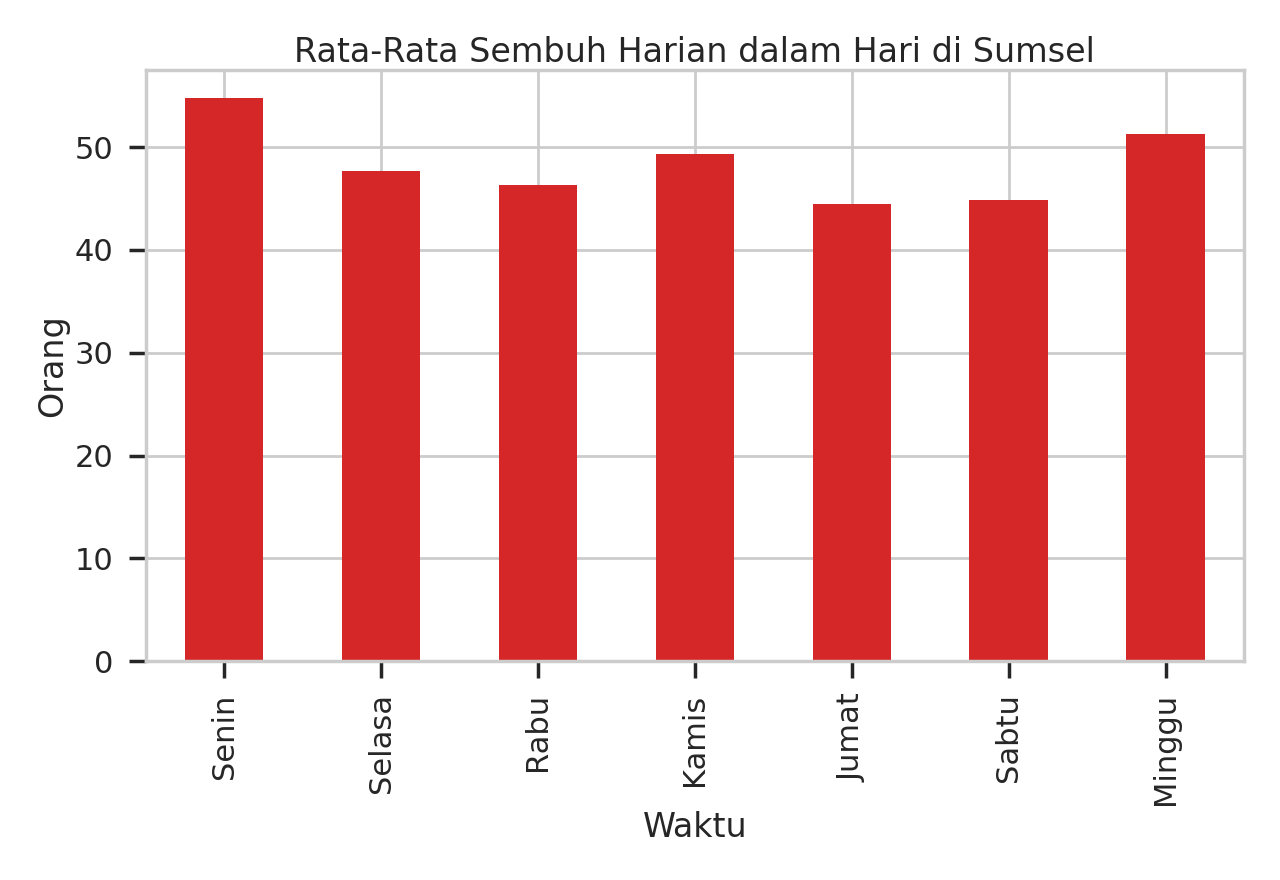 Rata-Rata Sembuh Harian dalam Hari di Sumsel
Orang
50
40
30
20
10
0
Senin
Selasa
Rabu
Kamis
Jumat
Sabtu
Minggu
Waktu